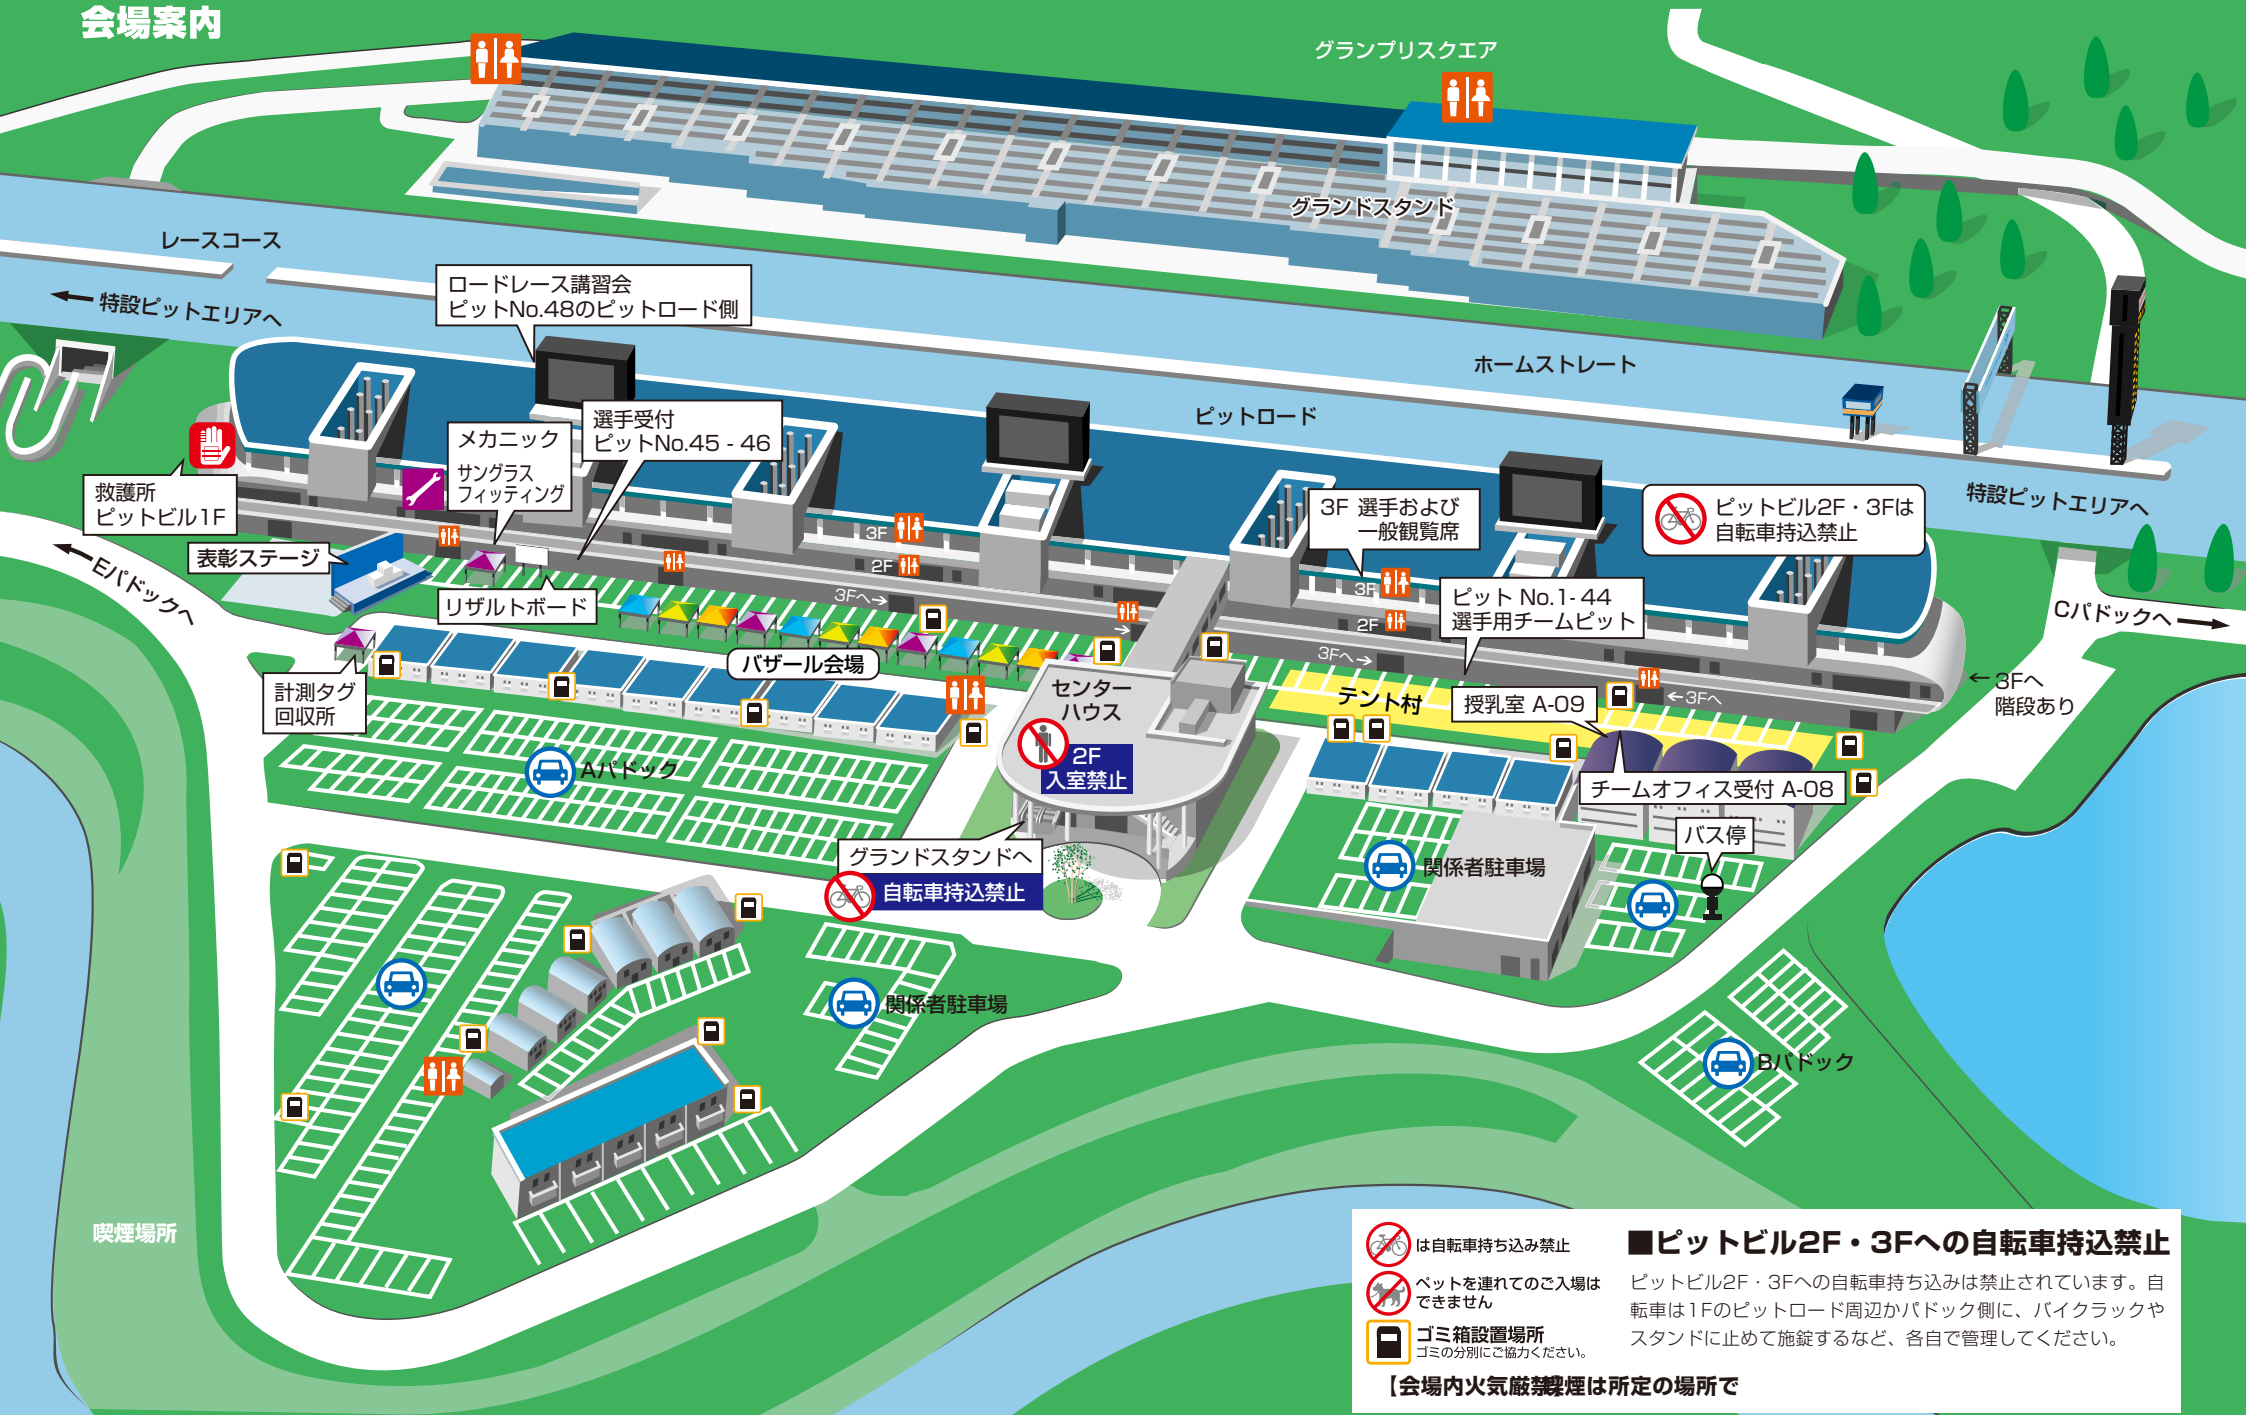 会場案内
グランプリスクエア
グランドスタンド
レースコース
特設ピットエリアへ
ロードレース講習会
ピットNo.48のピットロード側
ホームストレート
ピットロード
選手受付
ピットNo.45 - 46
メカニック
サングラス
フィッティング
救護所
ピットビル1F
表彰ステージ
Eパドックへ
リザルトボード
3F
2F
3Fへ→
3F 選手および
一般観覧席
ピットビル2F・3Fは
自転車持込禁止
特設ピットエリアへ
3F
2F
3Fへ→
ピット No.1- 44
選手用チームピット
Cパドックへ
←3Fへ
階段あり
←3Fへ
計測タグ
回収所
バザール会場
センター
ハウス
2F
入室禁止
テント村
授乳室 A-09
チームオフィス受付 A-08
バス停
Aパドック
グランドスタンドへ
自転車持込禁止
関係者駐車場
関係者駐車場
Bパドック
喫煙場所
は自転車持ち込み禁止
ペットを連れてのご入場は
できません
ゴミ箱設置場所
ゴミの分別にご協力ください。
■ピットビル2F・3Fへの自転車持込禁止
ピットビル2F・3Fへの自転車持ち込みは禁止されています。自
転車は1Fのピットロード周辺かパドック側に、バイクラックや
スタンドに止めて施錠するなど、各自で管理してください。
【会場内火気厳禁】喫煙は所定の場所で